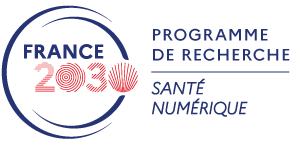 FRANCE
2030
PROGRAMME
DE RECHERCHE
SANTÉ
NUMÉRIQUE